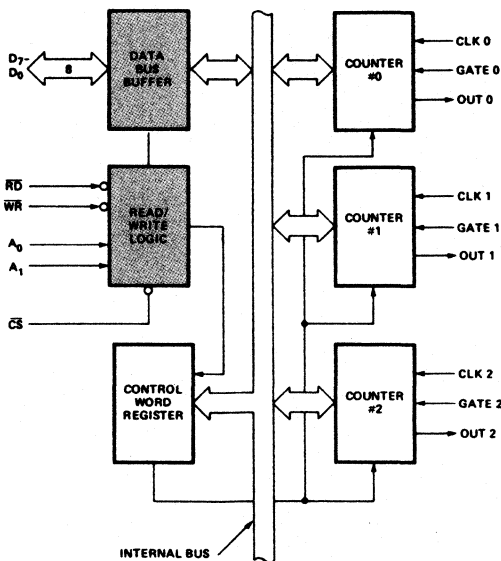 D7-
D0
8
DATA
BUS
BUFFER
COUNTER
#0
CLK 0
GATE 0
OUT 0
RD
WR
A0
A1
CS
READ/
WRITE
LOGIC
COUNTER
#1
CLK 1
GATE 1
OUT 1
CONTROL
WORD
REGISTER
COUNTER
#2
CLK 2
GATE 2
OUT 2
INTERNAL BUS